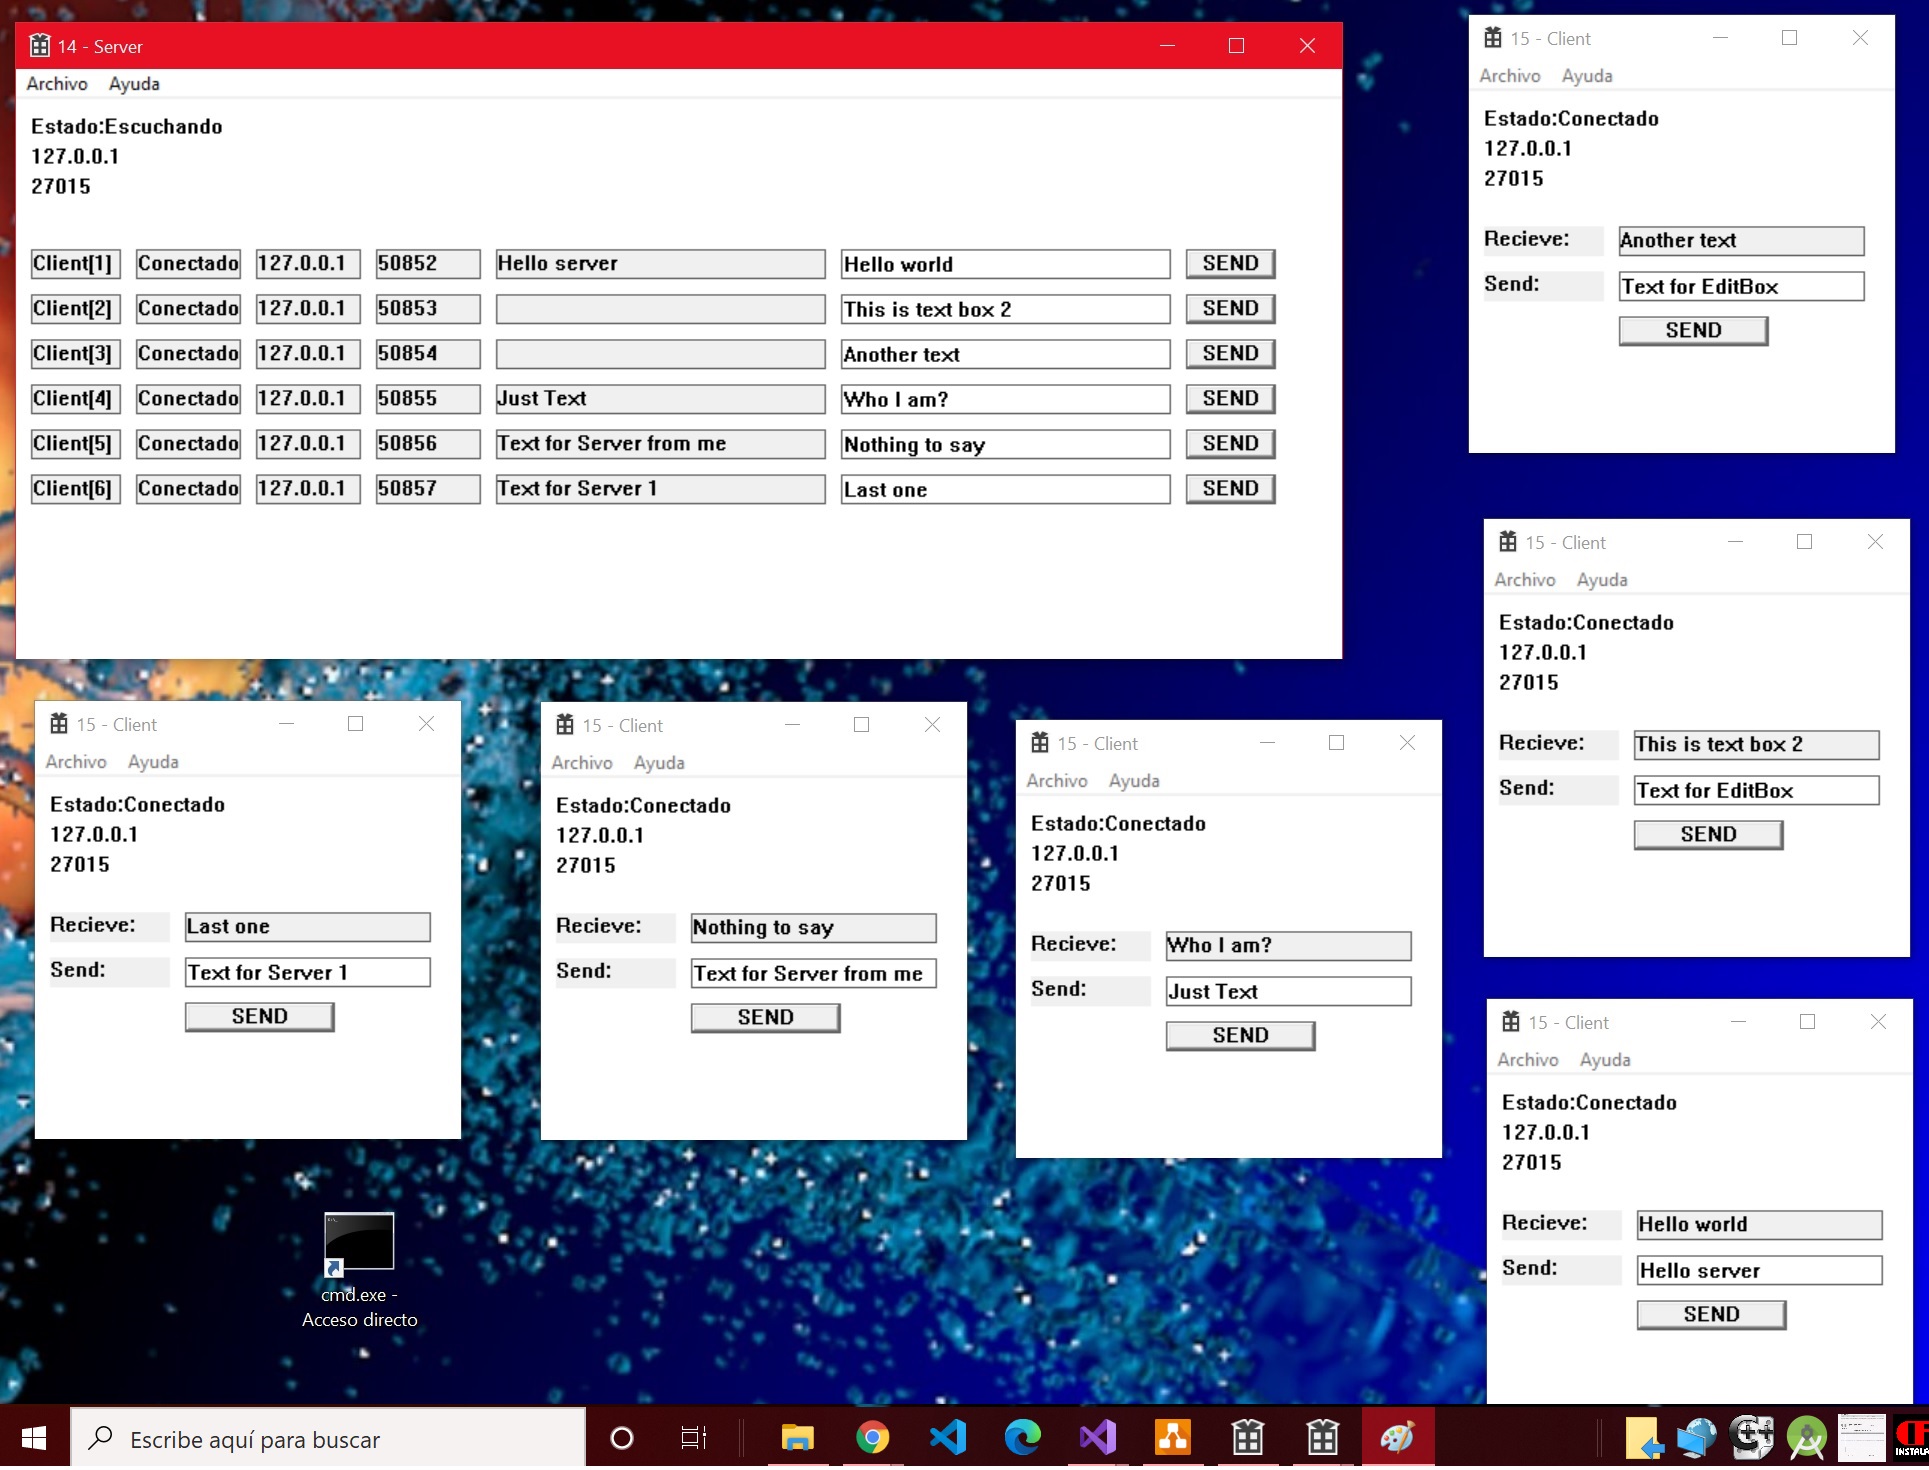 14 - Server
Archivo Ayuda
Estado:Escuchando
127.0.0.1
27015
Client[1] Conectado 127.0.0.1 50852 Hello server Hello world SEND
Client[2] Conectado 127.0.0.1 50853 This is text box 2 SEND
Client[3] Conectado 127.0.0.1 50854 Another text SEND
Client[4] Conectado 127.0.0.1 50855 Just Text Who I am? SEND
Client[5] Conectado 127.0.0.1 50856 Text for Server from me Nothing to say SEND
Client[6] Conectado 127.0.0.1 50857 Text for Server 1 Last one SEND
15 - Client
Archivo Ayuda
Estado:Conectado
127.0.0.1
27015
Recieve: Another text
Send: Text for EditBox
SEND
15 - Client
Archivo Ayuda
Estado:Conectado
127.0.0.1
27015
Recieve: This is text box 2
Send: Text for EditBox
SEND
15 - Client
Archivo Ayuda
Estado:Conectado
127.0.0.1
27015
Recieve: Last one
Send: Text for Server 1
SEND
15 - Client
Archivo Ayuda
Estado:Conectado
127.0.0.1
27015
Recieve: Nothing to say
Send: Text for Server from me
SEND
15 - Client
Archivo Ayuda
Estado:Conectado
127.0.0.1
27015
Recieve: Who I am?
Send: Just Text
SEND
15 - Client
Archivo Ayuda
Estado:Conectado
127.0.0.1
27015
Recieve: Hello world
Send: Hello server
SEND
cmd.exe -
Acceso directo
Escribe aquí para buscar